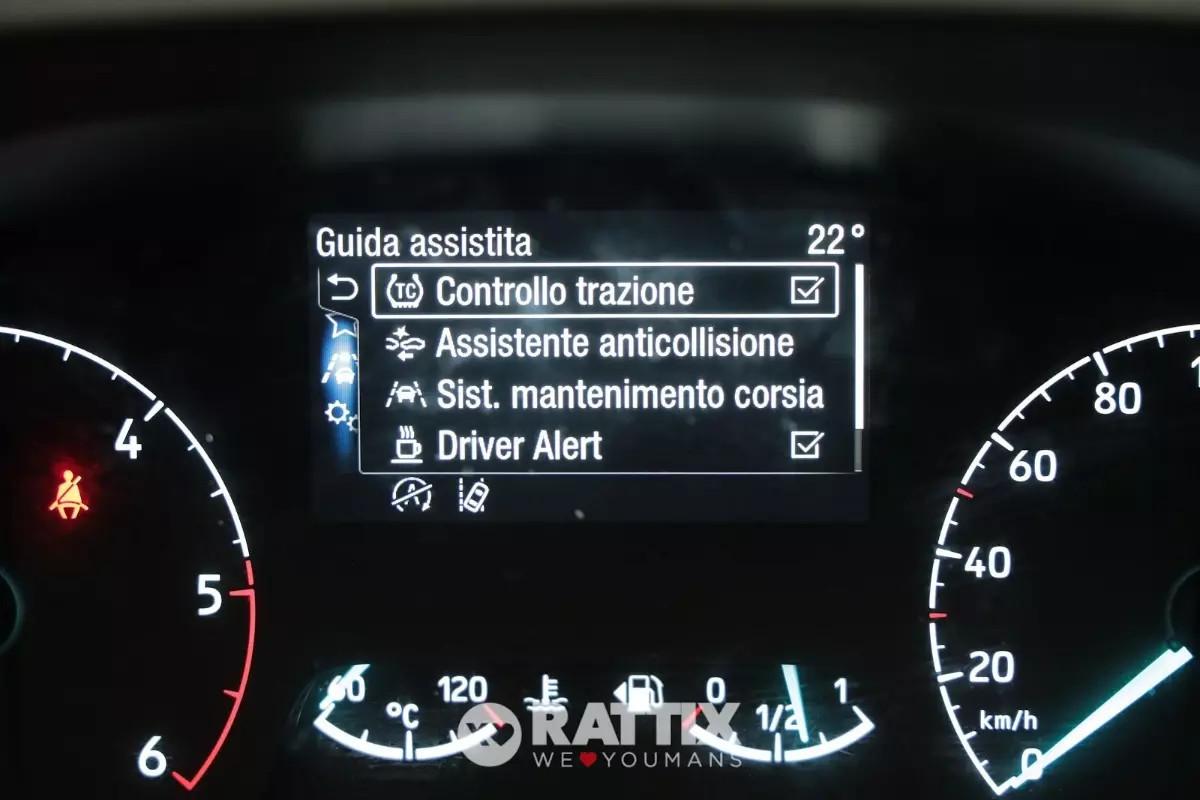 Guida assistita 22°
TC Controllo trazione
Assistente anticollisione
Sist. mantenimento corsia
Driver Alert
A
4
5
6
80
60
40
20
km/h
0
60 120
°C
0 1/2 1
RATTIX
WE YOUMANS